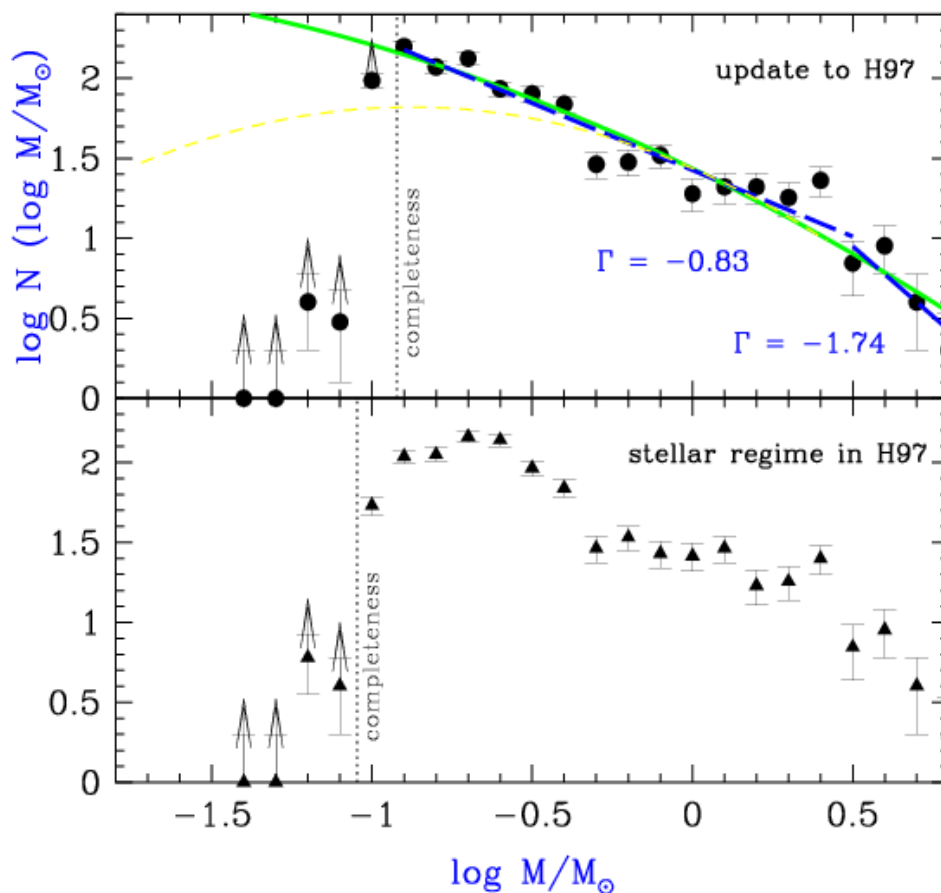 log N (log M/M⊙)
2
1.5
1
0.5
0
update to H97
completeness
Γ = −0.83
Γ = −1.74
2
1.5
1
0.5
0
stellar regime in H97
completeness
−1.5
−1
−0.5
0
0.5
log M/M⊙